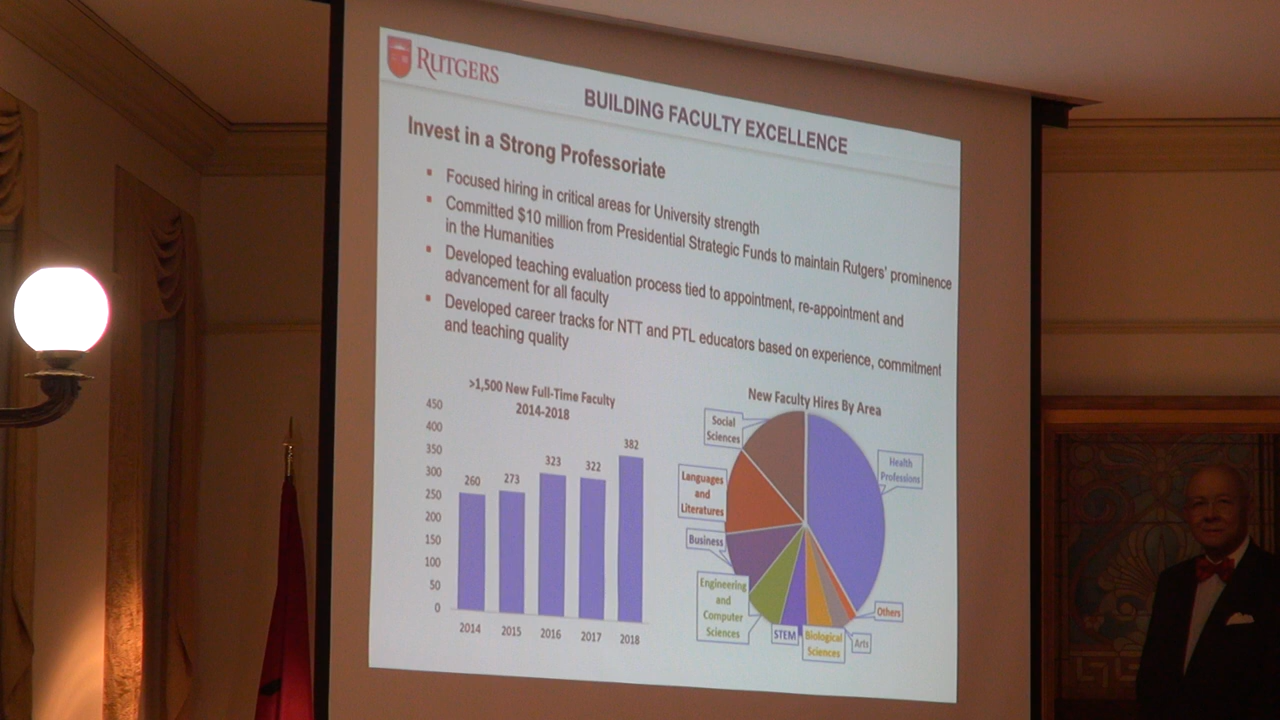 RUTGERS
BUILDING FACULTY EXCELLENCE
Invest in a Strong Professoriate
▪ Focused hiring in critical areas for University strength
▪ Committed $10 million from Presidential Strategic Funds to maintain Rutgers' prominence
in the Humanities
▪ Developed teaching evaluation process tied to appointment, re-appointment and
advancement for all faculty
▪ Developed career tracks for NTT and PTL educators based on experience, commitment
and teaching quality
>1,500 New Full-Time Faculty
2014-2018
450
400
350
300
250
200
150
100
50
0
260
273
323
322
382
2014
2015
2016
2017
2018
New Faculty Hires By Area
Social
Sciences
Health
Professions
Languages
and
Literatures
Business
Engineering
and
Computer
Sciences
STEM
Biological
Sciences
Arts
Others